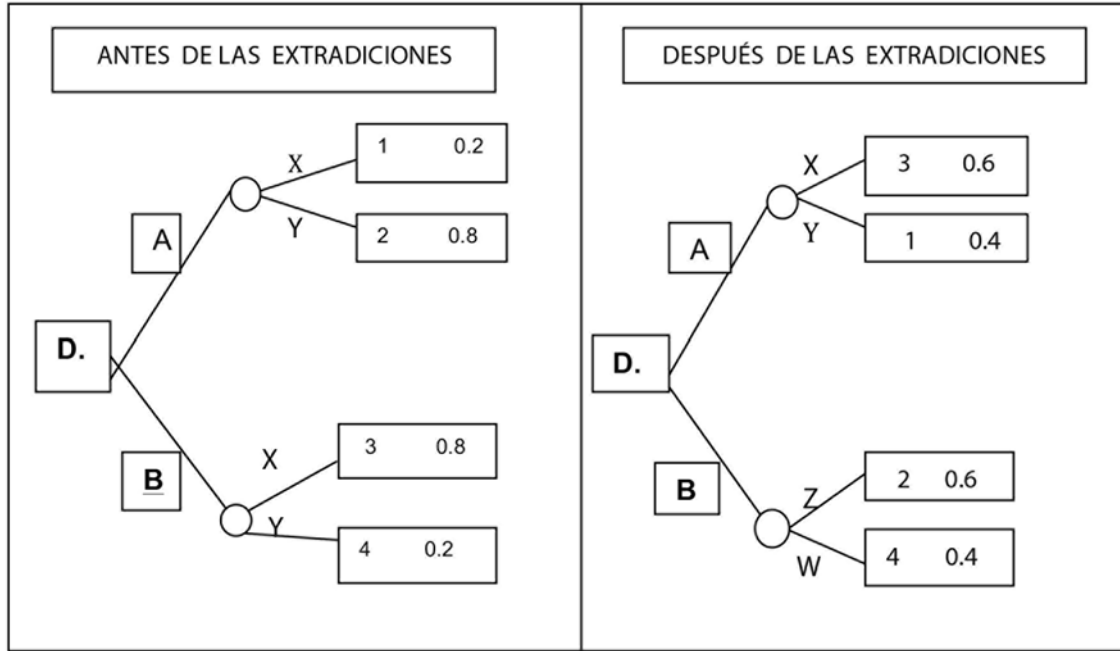 ANTES DE LAS EXTRADICIONES
X
1 0.2
Y
2 0.8
A
D.
B
X
3 0.8
Y
4 0.2
DESPUÉS DE LAS EXTRADICIONES
X
3 0.6
Y
1 0.4
A
D.
B
Z
2 0.6
W
4 0.4